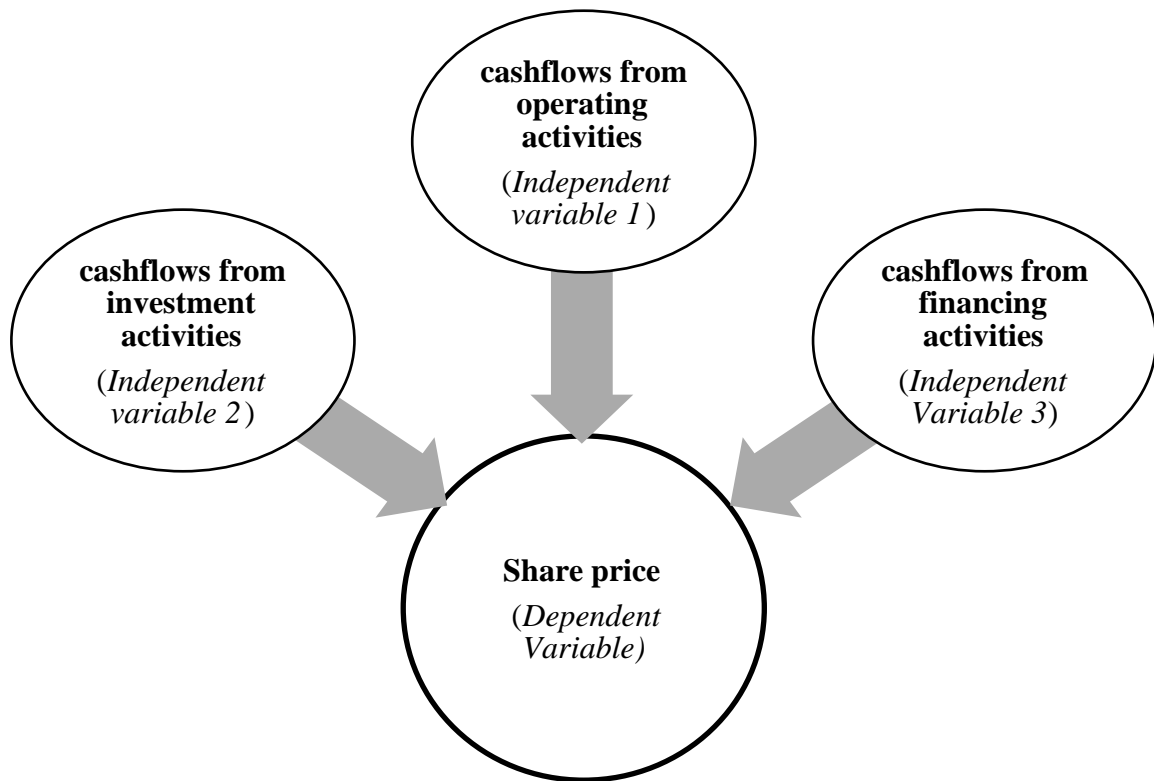 cashflows from
operating
activities
(Independent
variable 1)
cashflows from
investment
activities
(Independent
variable 2)
cashflows from
financing
activities
(Independent
Variable 3)
Share price
(Dependent
Variable)